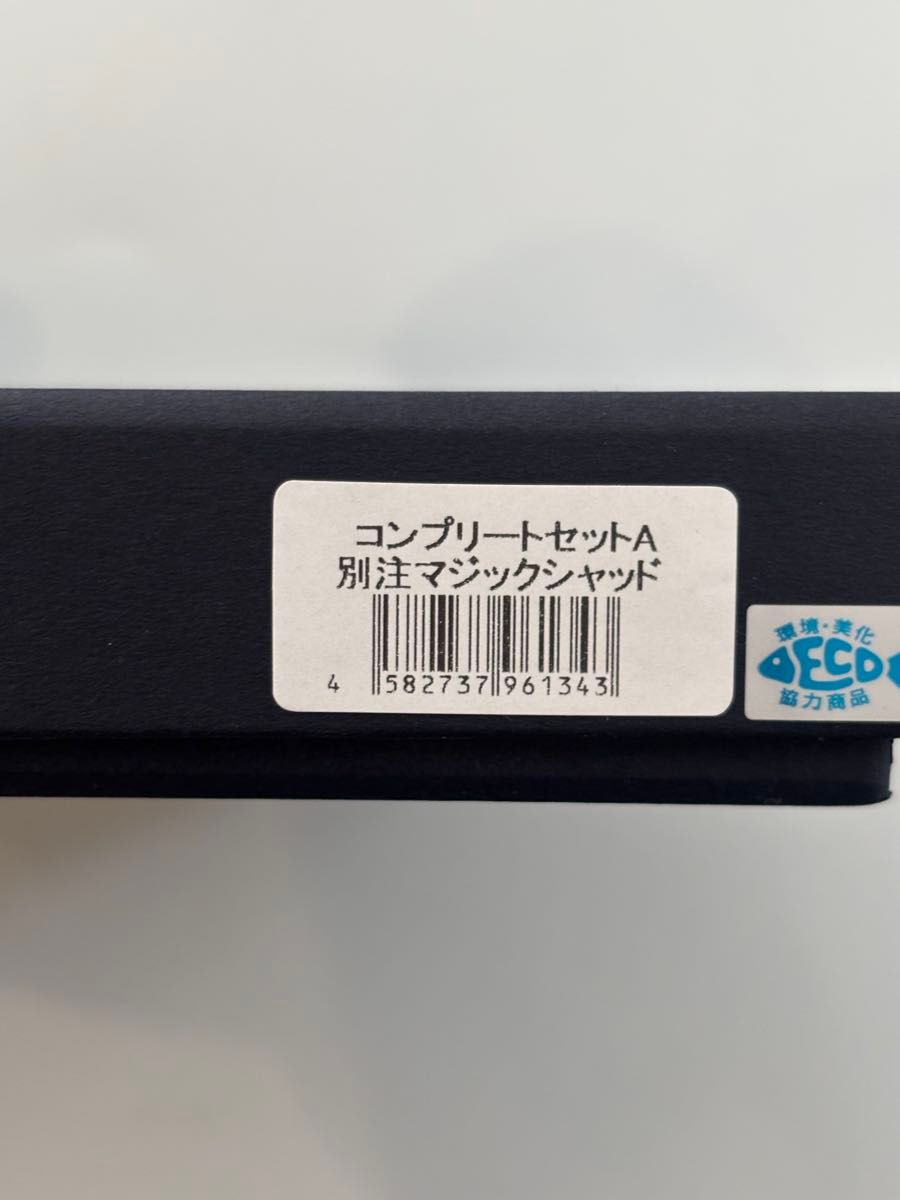 コンプリートセットA
別注マジックシャッド
4 582737 961343
環境・美化
ECO
協力商品